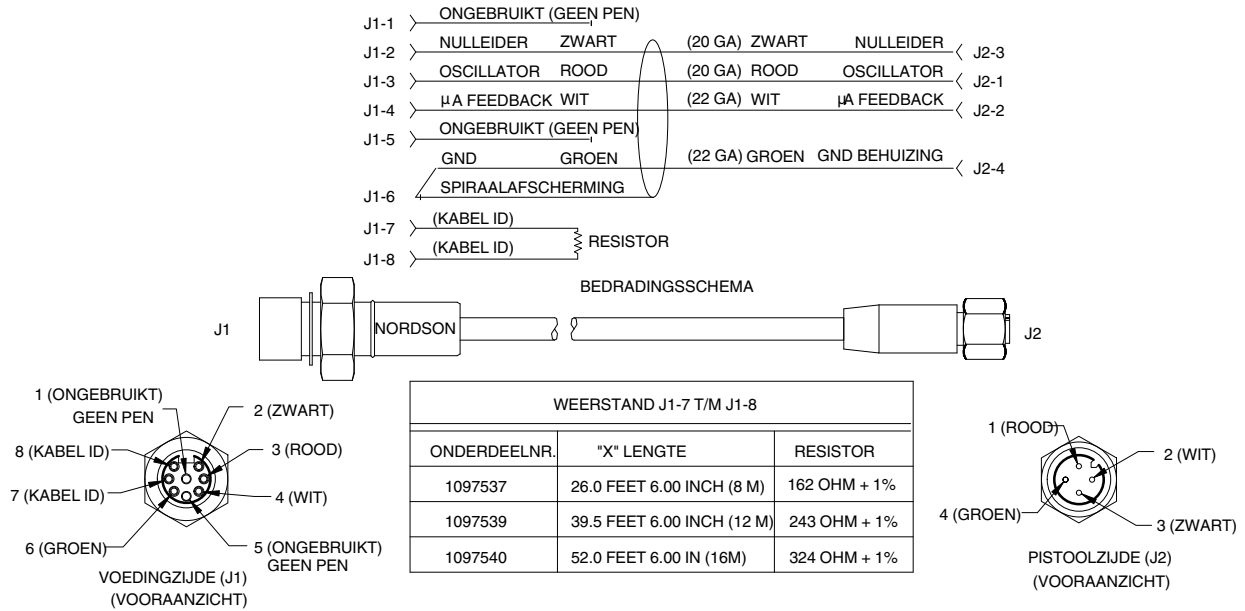 J1-1 ONGEBRUIKT (GEEN PEN)
J1-2 NULLEIDER ZWART (20 GA) ZWART NULLEIDER J2-3
J1-3 OSCILLATOR ROOD (20 GA) ROOD OSCILLATOR J2-1
J1-4 µA FEEDBACK WIT (22 GA) WIT µA FEEDBACK J2-2
J1-5 ONGEBRUIKT (GEEN PEN)
GND GROEN (22 GA) GROEN GND BEHUIZING J2-4
J1-6 SPIRAALAFSCHERMING
J1-7 (KABEL ID)
RESISTOR
J1-8 (KABEL ID)
BEDRADINGSSCHEMA
J1 NORDSON J2
1 (ONGEBRUIKT)
GEEN PEN
2 (ZWART)
8 (KABEL ID)
3 (ROOD)
7 (KABEL ID)
4 (WIT)
6 (GROEN)
5 (ONGEBRUIKT)
GEEN PEN
VOEDINGZIJDE (J1)
(VOORAANZICHT)
WEERSTAND J1-7 T/M J1-8
ONDERDEELNR. "X" LENGTE RESISTOR
1097537 26.0 FEET 6.00 INCH (8 M) 162 OHM + 1%
1097539 39.5 FEET 6.00 INCH (12 M) 243 OHM + 1%
1097540 52.0 FEET 6.00 IN (16M) 324 OHM + 1%
1 (ROOD)
2 (WIT)
4 (GROEN)
3 (ZWART)
PISTOOLZIJDE (J2)
(VOORAANZICHT)